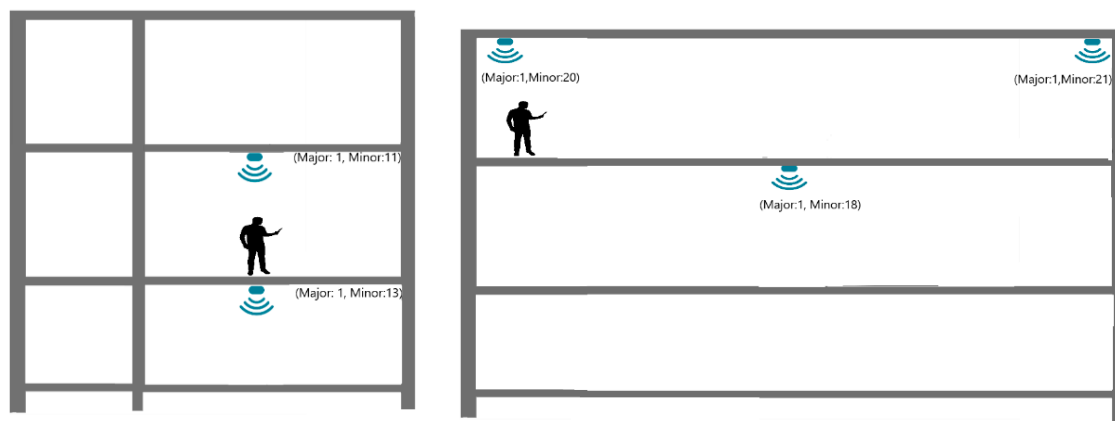 (Major: 1, Minor:11)
(Major: 1, Minor:13)
(Major:1,Minor:20)
(Major:1,Minor:21)
(Major:1, Minor:18)